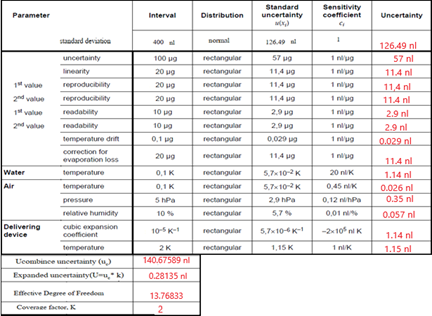 Parameter Interval Distribution Standard uncertainty u(xᵢ) Sensitivity coefficient cᵢ Uncertainty
standard deviation 400 nl normal 126.49 nl 1 126.49 nl
uncertainty 100 µg rectangular 57 µg 1 nl/µg 57 nl
linearity 20 µg rectangular 11,4 µg 1 nl/µg 11.4 nl
1st value reproducibility 20 µg rectangular 11,4 µg 1 nl/µg 11,4 nl
2nd value reproducibility 20 µg rectangular 11,4 µg 1 nl/µg 11.4 nl
1st value readability 10 µg rectangular 2,9 µg 1 nl/µg 2,9 nl
2nd value readability 10 µg rectangular 2,9 µg 1 nl/µg 2.9 nl
temperature drift 0,1 µg rectangular 0,029 µg 1 nl/µg 0.029 nl
correction for evaporation loss 20 µg rectangular 11,4 µg 1 nl/µg 11.4 nl
Water temperature 0,1 K rectangular 5,7×10⁻² K 20 nl/K 1.14 nl
Air temperature 0,1 K rectangular 5,7×10⁻² K 0,45 nl/K 0.026 nl
pressure 5 hPa rectangular 2,9 hPa 0,12 nl/hPa 0.35 nl
relative humidity 10 % rectangular 5,7 % 0,01 nl/% 0.057 nl
Delivering device cubic expansion coefficient 10⁻⁵ K⁻¹ rectangular 5,7×10⁻⁶ K⁻¹ −2×10⁵ nl K 1.14 nl
temperature 2 K rectangular 1,15 K 1 nl/K 1.15 nl
Ucombince uncertainty (uc) 140.67589 nl
Expanded uncertainty(U=uc* k) 0.28135 nl
Effective Degree of Freedom 13.76833
Coverage factor, K 2